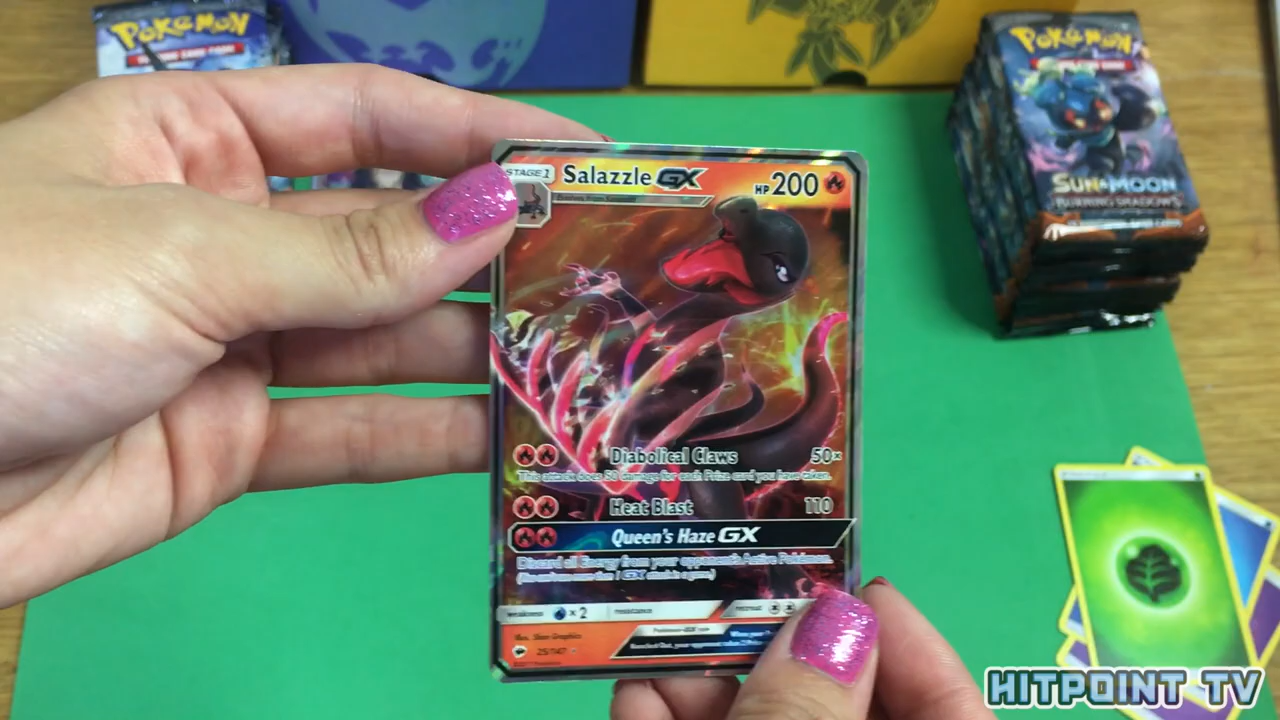 POKÉMON
POKÉMON
SUN & MOON
BURNING SHADOWS
STAGE 1
Salazzle GX
HP 200
Diabolical Claws 50×
This attack does 50 damage for each Prize card you have taken.
Heat Blast 110
Queen's Haze GX
Discard all Energy from your opponent's Active Pokémon.
(You can't use more than 1 GX attack in a game.)
weakness ×2 resistance retreat
25/147
HITPOINT TV